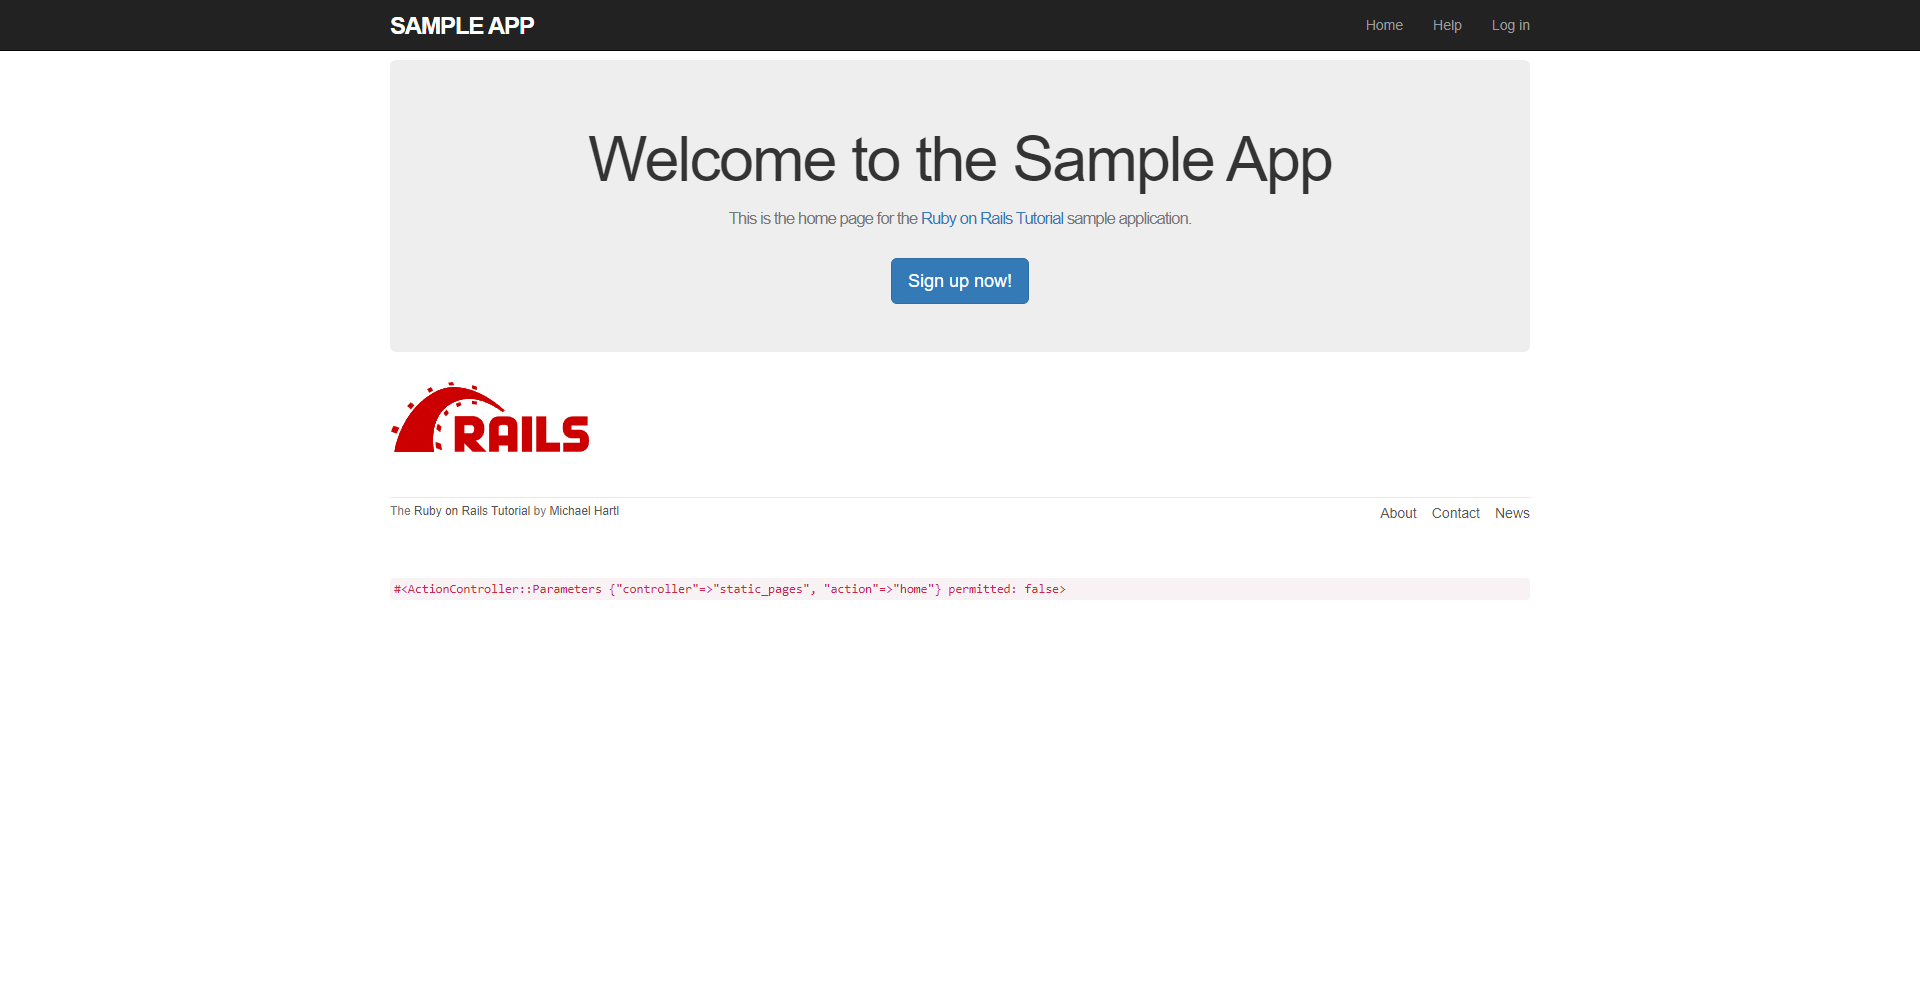 SAMPLE APP
Home Help Log in
Welcome to the Sample App
This is the home page for the Ruby on Rails Tutorial sample application.
Sign up now!
RAILS
The Ruby on Rails Tutorial by Michael Hartl
About Contact News
#<ActionController::Parameters {"controller"=>"static_pages", "action"=>"home"} permitted: false>